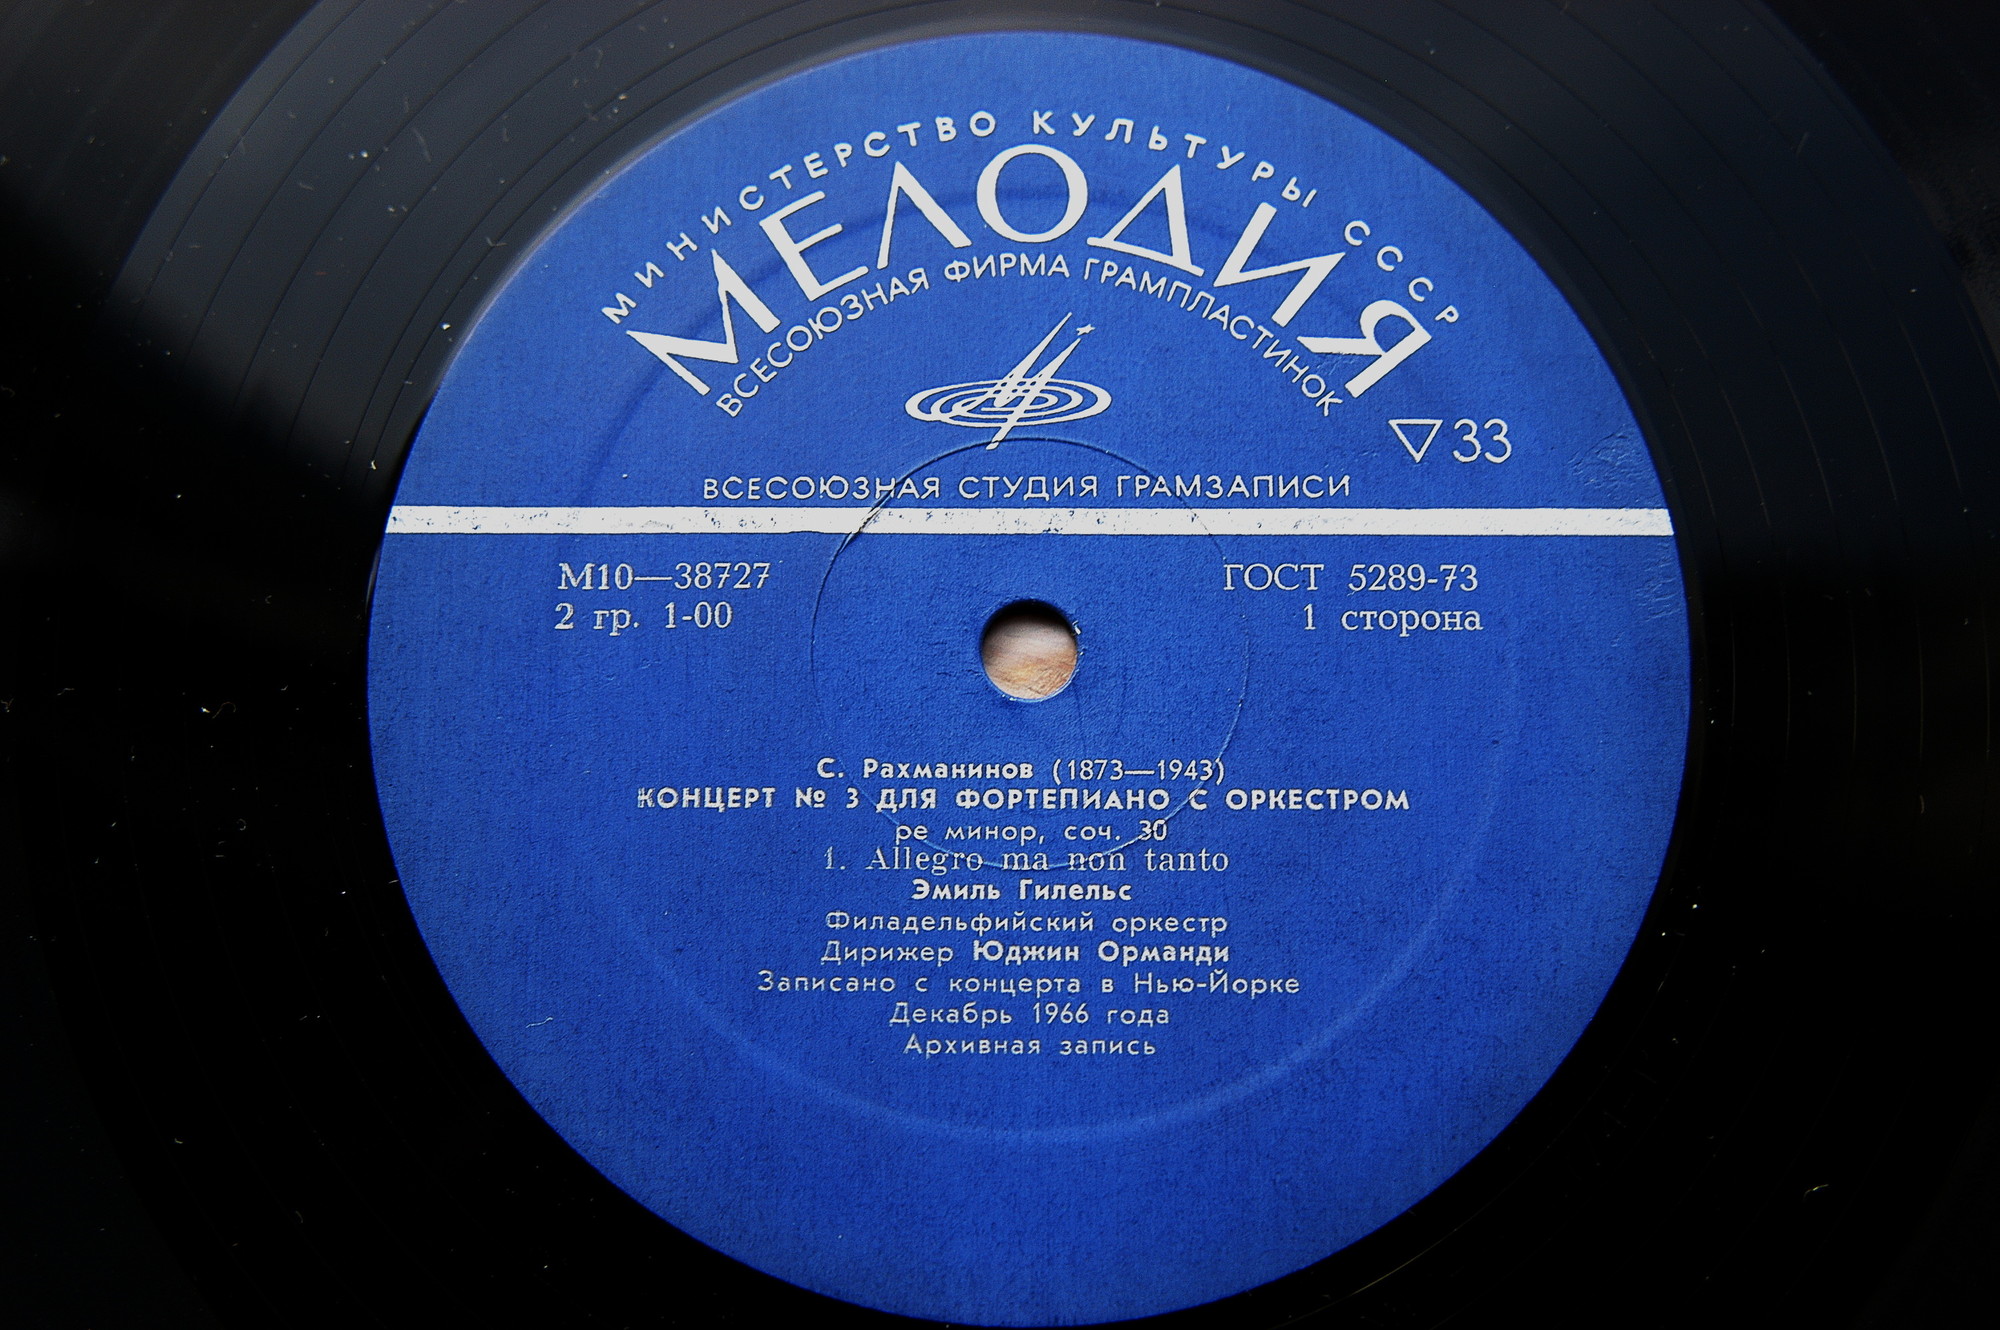 МИНИСТЕРСТВО КУЛЬТУРЫ СССР
МЕЛОДИЯ
ВСЕСОЮЗНАЯ ФИРМА ГРАМПЛАСТИНОК
▽33
ВСЕСОЮЗНАЯ СТУДИЯ ГРАМЗАПИСИ
М10—38727
2 гр. 1-00
ГОСТ 5289-73
1 сторона
С. Рахманинов (1873—1943)
КОНЦЕРТ № 3 ДЛЯ ФОРТЕПИАНО С ОРКЕСТРОМ
ре минор, соч. 30
1. Allegro ma non tanto
Эмиль Гилельс
Филадельфийский оркестр
Дирижер Юджин Орманди
Записано с концерта в Нью-Йорке
Декабрь 1966 года
Архивная запись